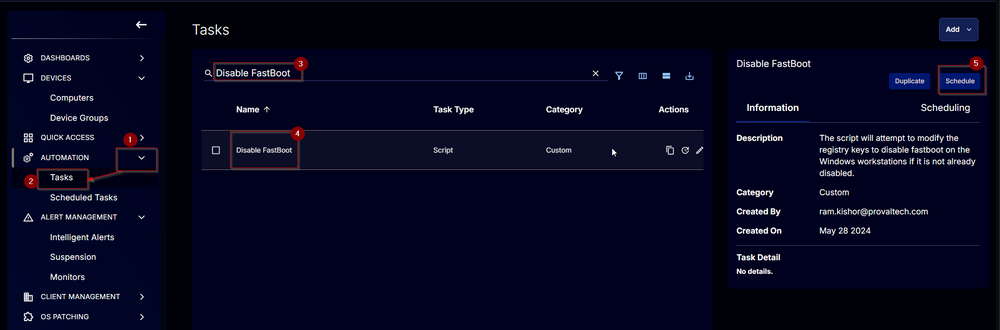 DASHBOARDS
DEVICES
Computers
Device Groups
QUICK ACCESS
1
AUTOMATION
2
Tasks
Scheduled Tasks
ALERT MANAGEMENT
Intelligent Alerts
Suspension
Monitors
CLIENT MANAGEMENT
OS PATCHING
Tasks
Add
3
Disable FastBoot
Name
Task Type
Category
Actions
4
Disable FastBoot
Script
Custom
5
Disable FastBoot
Duplicate
Schedule
Information
Scheduling
Description
The script will attempt to modify the
registry keys to disable fastboot on the
Windows workstations if it is not already
disabled.
Category
Custom
Created By
ram.kishor@provaltech.com
Created On
May 28 2024
Task Detail
No details.